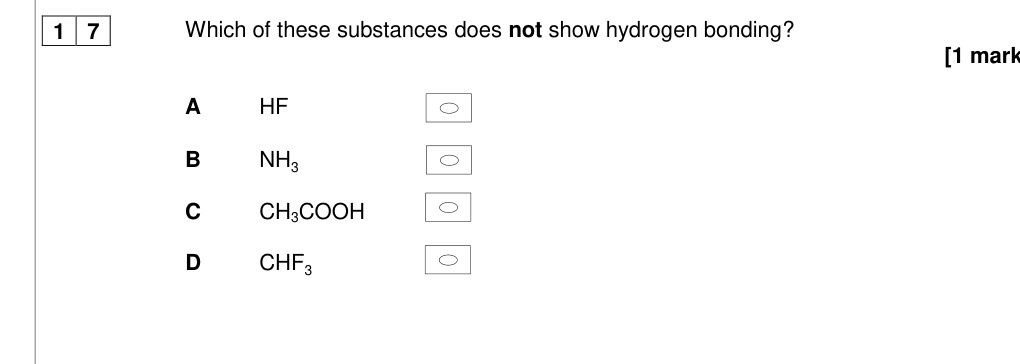 1 7 Which of these substances does not show hydrogen bonding?
[1 mark
A HF
B NH₃
C CH₃COOH
D CHF₃